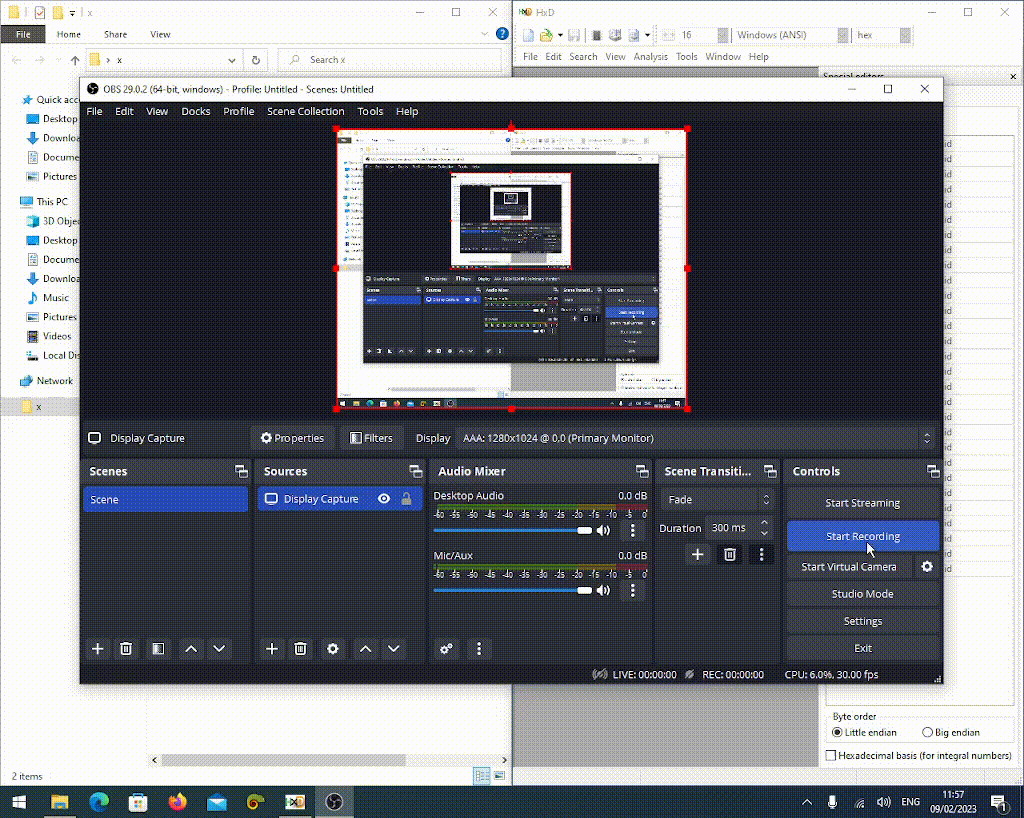 x
HxD
File Home Share View
16 Windows (ANSI) hex
x Search x
File Edit Search View Analysis Tools Window Help
Special editors
OBS 29.0.2 (64-bit, windows) - Profile: Untitled - Scenes: Untitled
File Edit View Docks Profile Scene Collection Tools Help
Quick
Desktop
Pictures
This PC
3D
Desktop
Music
Pictures
Videos
Local
Network
x
Display Capture Properties Filters Display AAA: 1280x1024 @ 0,0 (Primary Monitor)
Scenes Sources Audio Mixer Scene Transiti... Controls
Scene
Display Capture
Desktop Audio 0.0 dB
-60 -55 -50 -45 -40 -35 -30 -25 -20 -15 -10 -5 0
Mic/Aux 0.0 dB
-60 -55 -50 -45 -40 -35 -30 -25 -20 -15 -10 -5 0
Fade
Duration 300 ms
Start Streaming
Start Recording
Start Virtual Camera
Studio Mode
Settings
Exit
LIVE: 00:00:00 REC: 00:00:00 CPU: 6.0%, 30.00 fps
Byte order
Little endian Big endian
Hexadecimal basis (for integral numbers)
2 items
ENG
11:57
09/02/2023
1